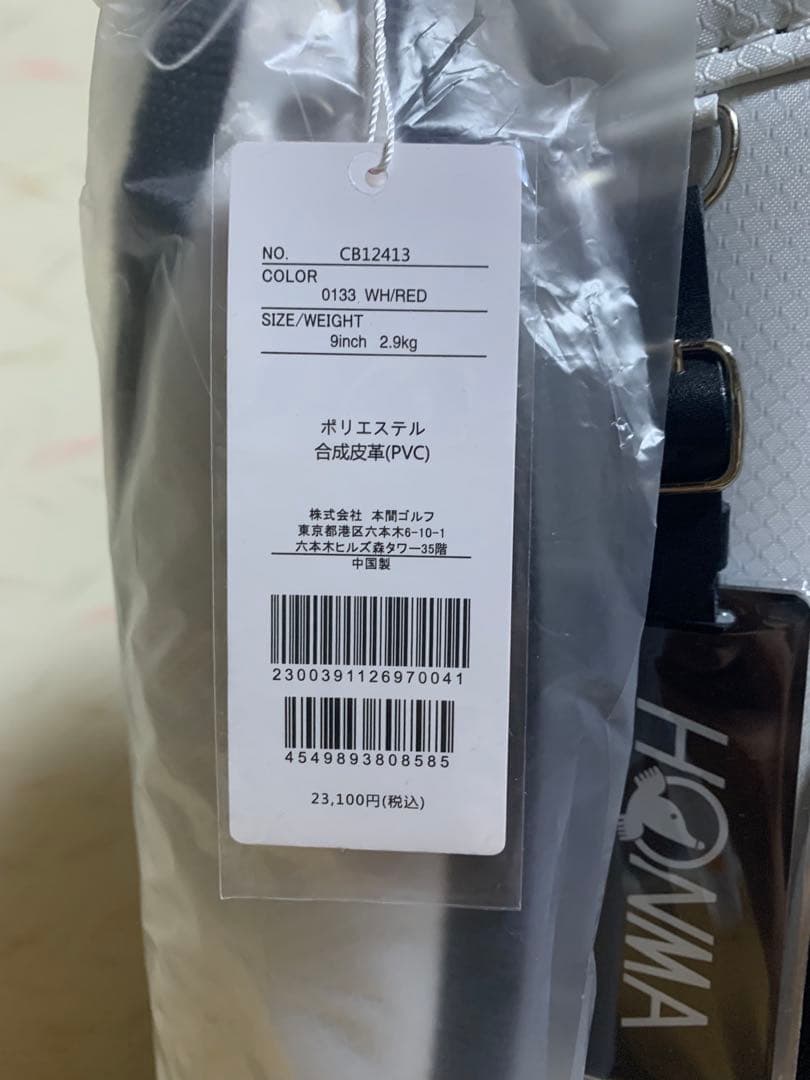 NO. CB12413
COLOR
0133 WH/RED
SIZE/WEIGHT
9inch 2.9kg
ポリエステル
合成皮革(PVC)
株式会社 本間ゴルフ
東京都港区六本木6-10-1
六本木ヒルズ森タワー35階
中国製
2300391126970041
4549893808585
23,100円(税込)
HONMA